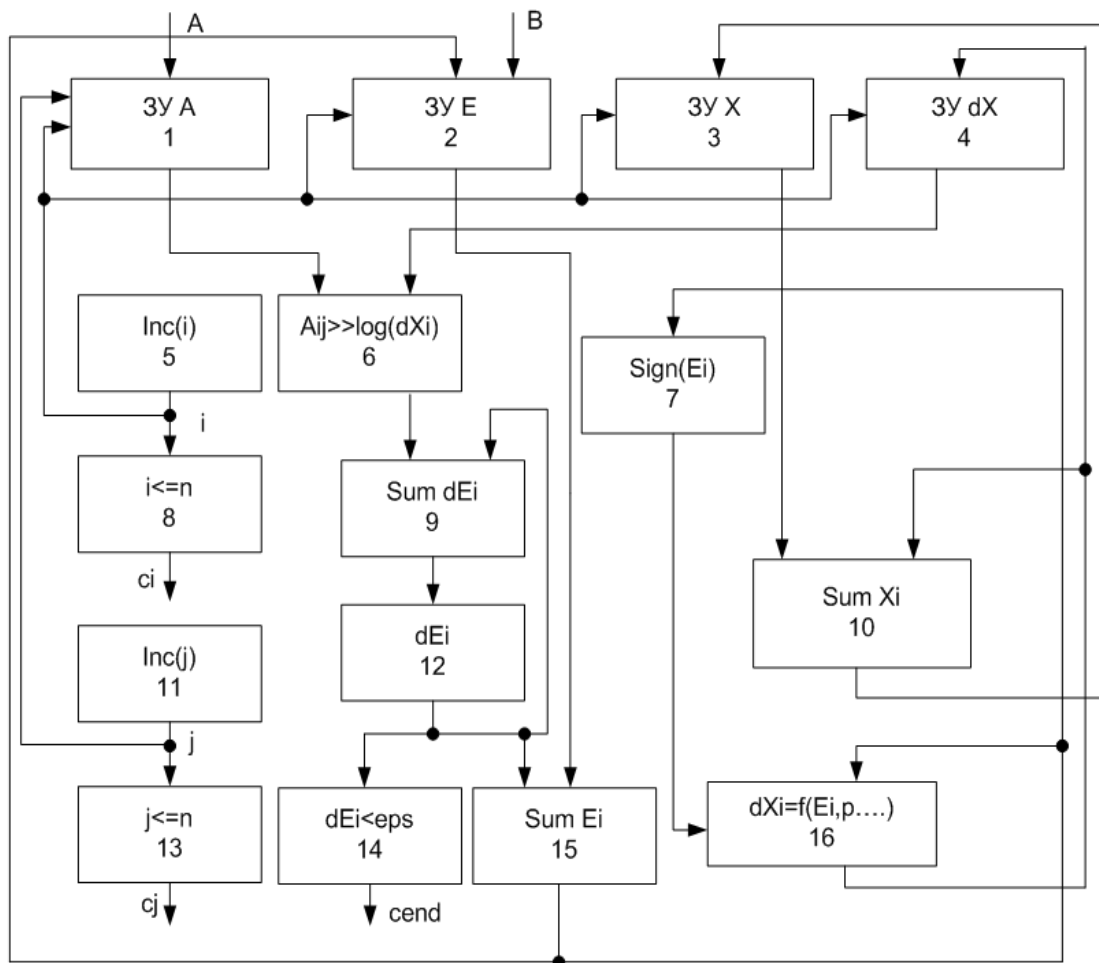 A
B
ЗУ A
1
ЗУ E
2
ЗУ X
3
ЗУ dX
4
Inc(i)
5
Aij>>log(dXi)
6
Sign(Ei)
7
i
i<=n
8
Sum dEi
9
ci
Sum Xi
10
Inc(j)
11
dEi
12
j
j<=n
13
dEi<eps
14
Sum Ei
15
dXi=f(Ei,p....)
16
cj
cend